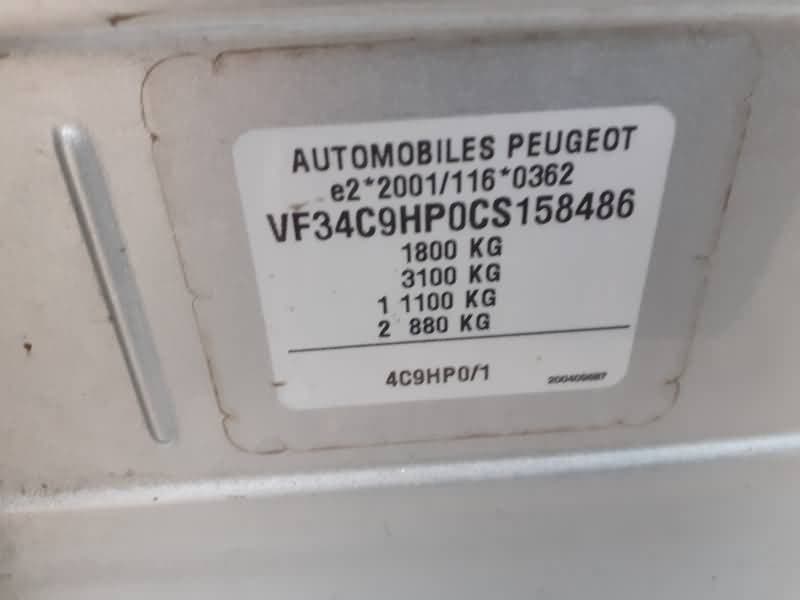 AUTOMOBILES PEUGEOT
e2*2001/116*0362
VF34C9HP0CS158486
1800 KG
3100 KG
1 1100 KG
2 880 KG
4C9HP0/1